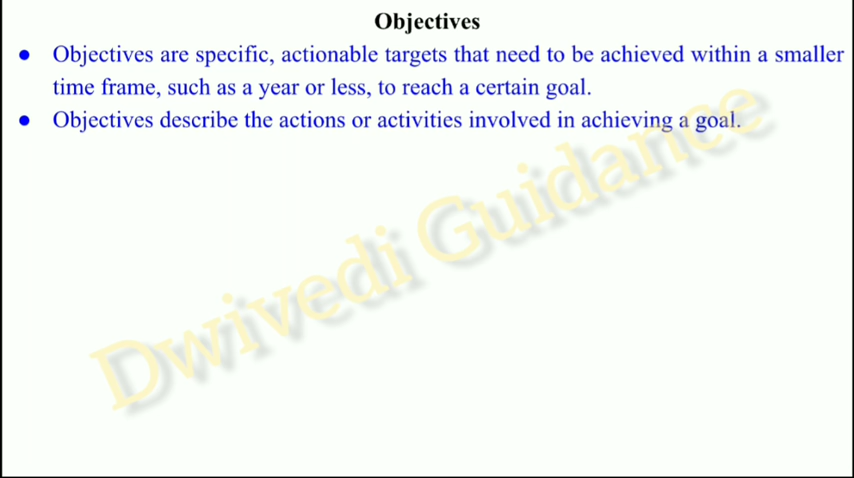 Objectives
● Objectives are specific, actionable targets that need to be achieved within a smaller
time frame, such as a year or less, to reach a certain goal.
● Objectives describe the actions or activities involved in achieving a goal.
Dwivedi Guidance